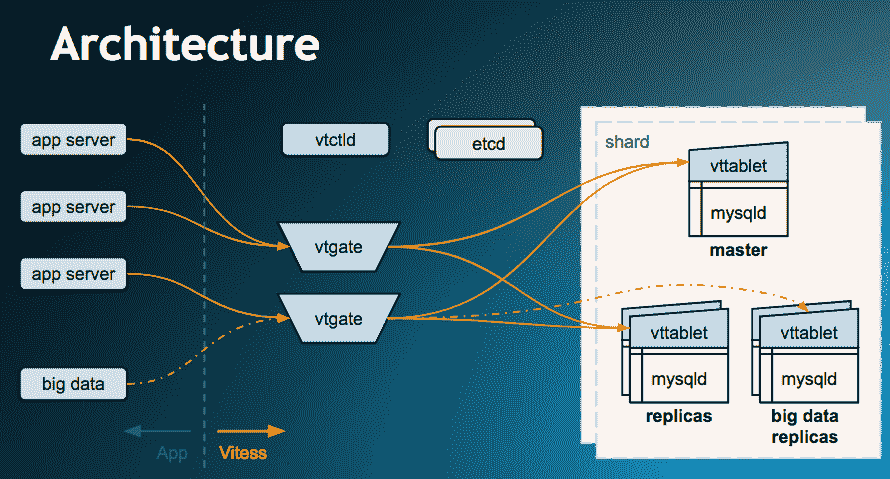 Architecture
app server
app server
app server
big data
App
Vitess
vtctld
etcd
vtgate
vtgate
shard
vttablet
mysqld
master
vttablet
mysqld
replicas
vttablet
mysqld
big data
replicas